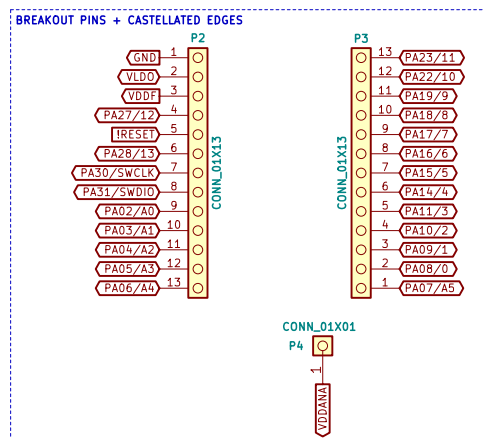 BREAKOUT PINS + CASTELLATED EDGES
P2
GND 1
VLDO 2
VDDF 3
PA27/12 4
!RESET 5
PA28/13 6
PA30/SWCLK 7
PA31/SWDIO 8
PA02/A0 9
PA03/A1 10
PA04/A2 11
PA05/A3 12
PA06/A4 13
CONN_01X13
P3
13 PA23/11
12 PA22/10
11 PA19/9
10 PA18/8
9 PA17/7
8 PA16/6
7 PA15/5
6 PA14/4
5 PA11/3
4 PA10/2
3 PA09/1
2 PA08/0
1 PA07/A5
CONN_01X13
CONN_01X01
P4
1
VDDANA